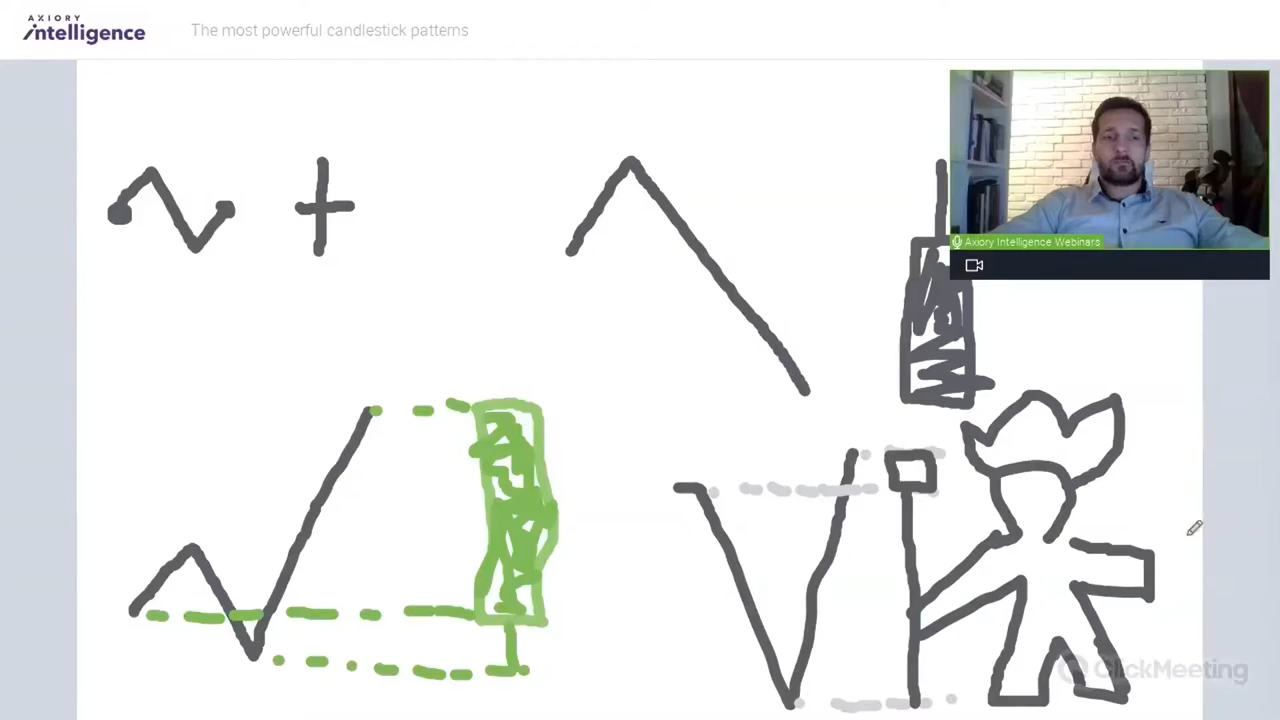 AXIORY
intelligence
The most powerful candlestick patterns
Axiory Intelligence Webinars
ClickMeeting